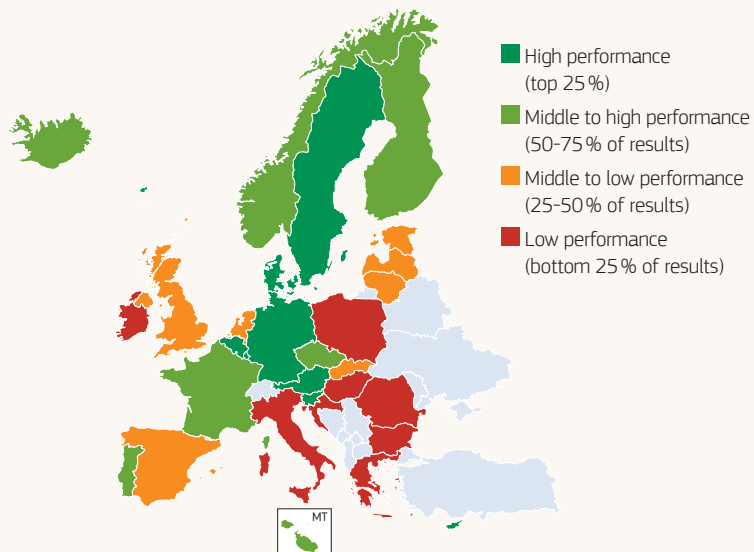 High performance
(top 25 %)
Middle to high performance
(50-75 % of results)
Middle to low performance
(25-50 % of results)
Low performance
(bottom 25 % of results)
MT